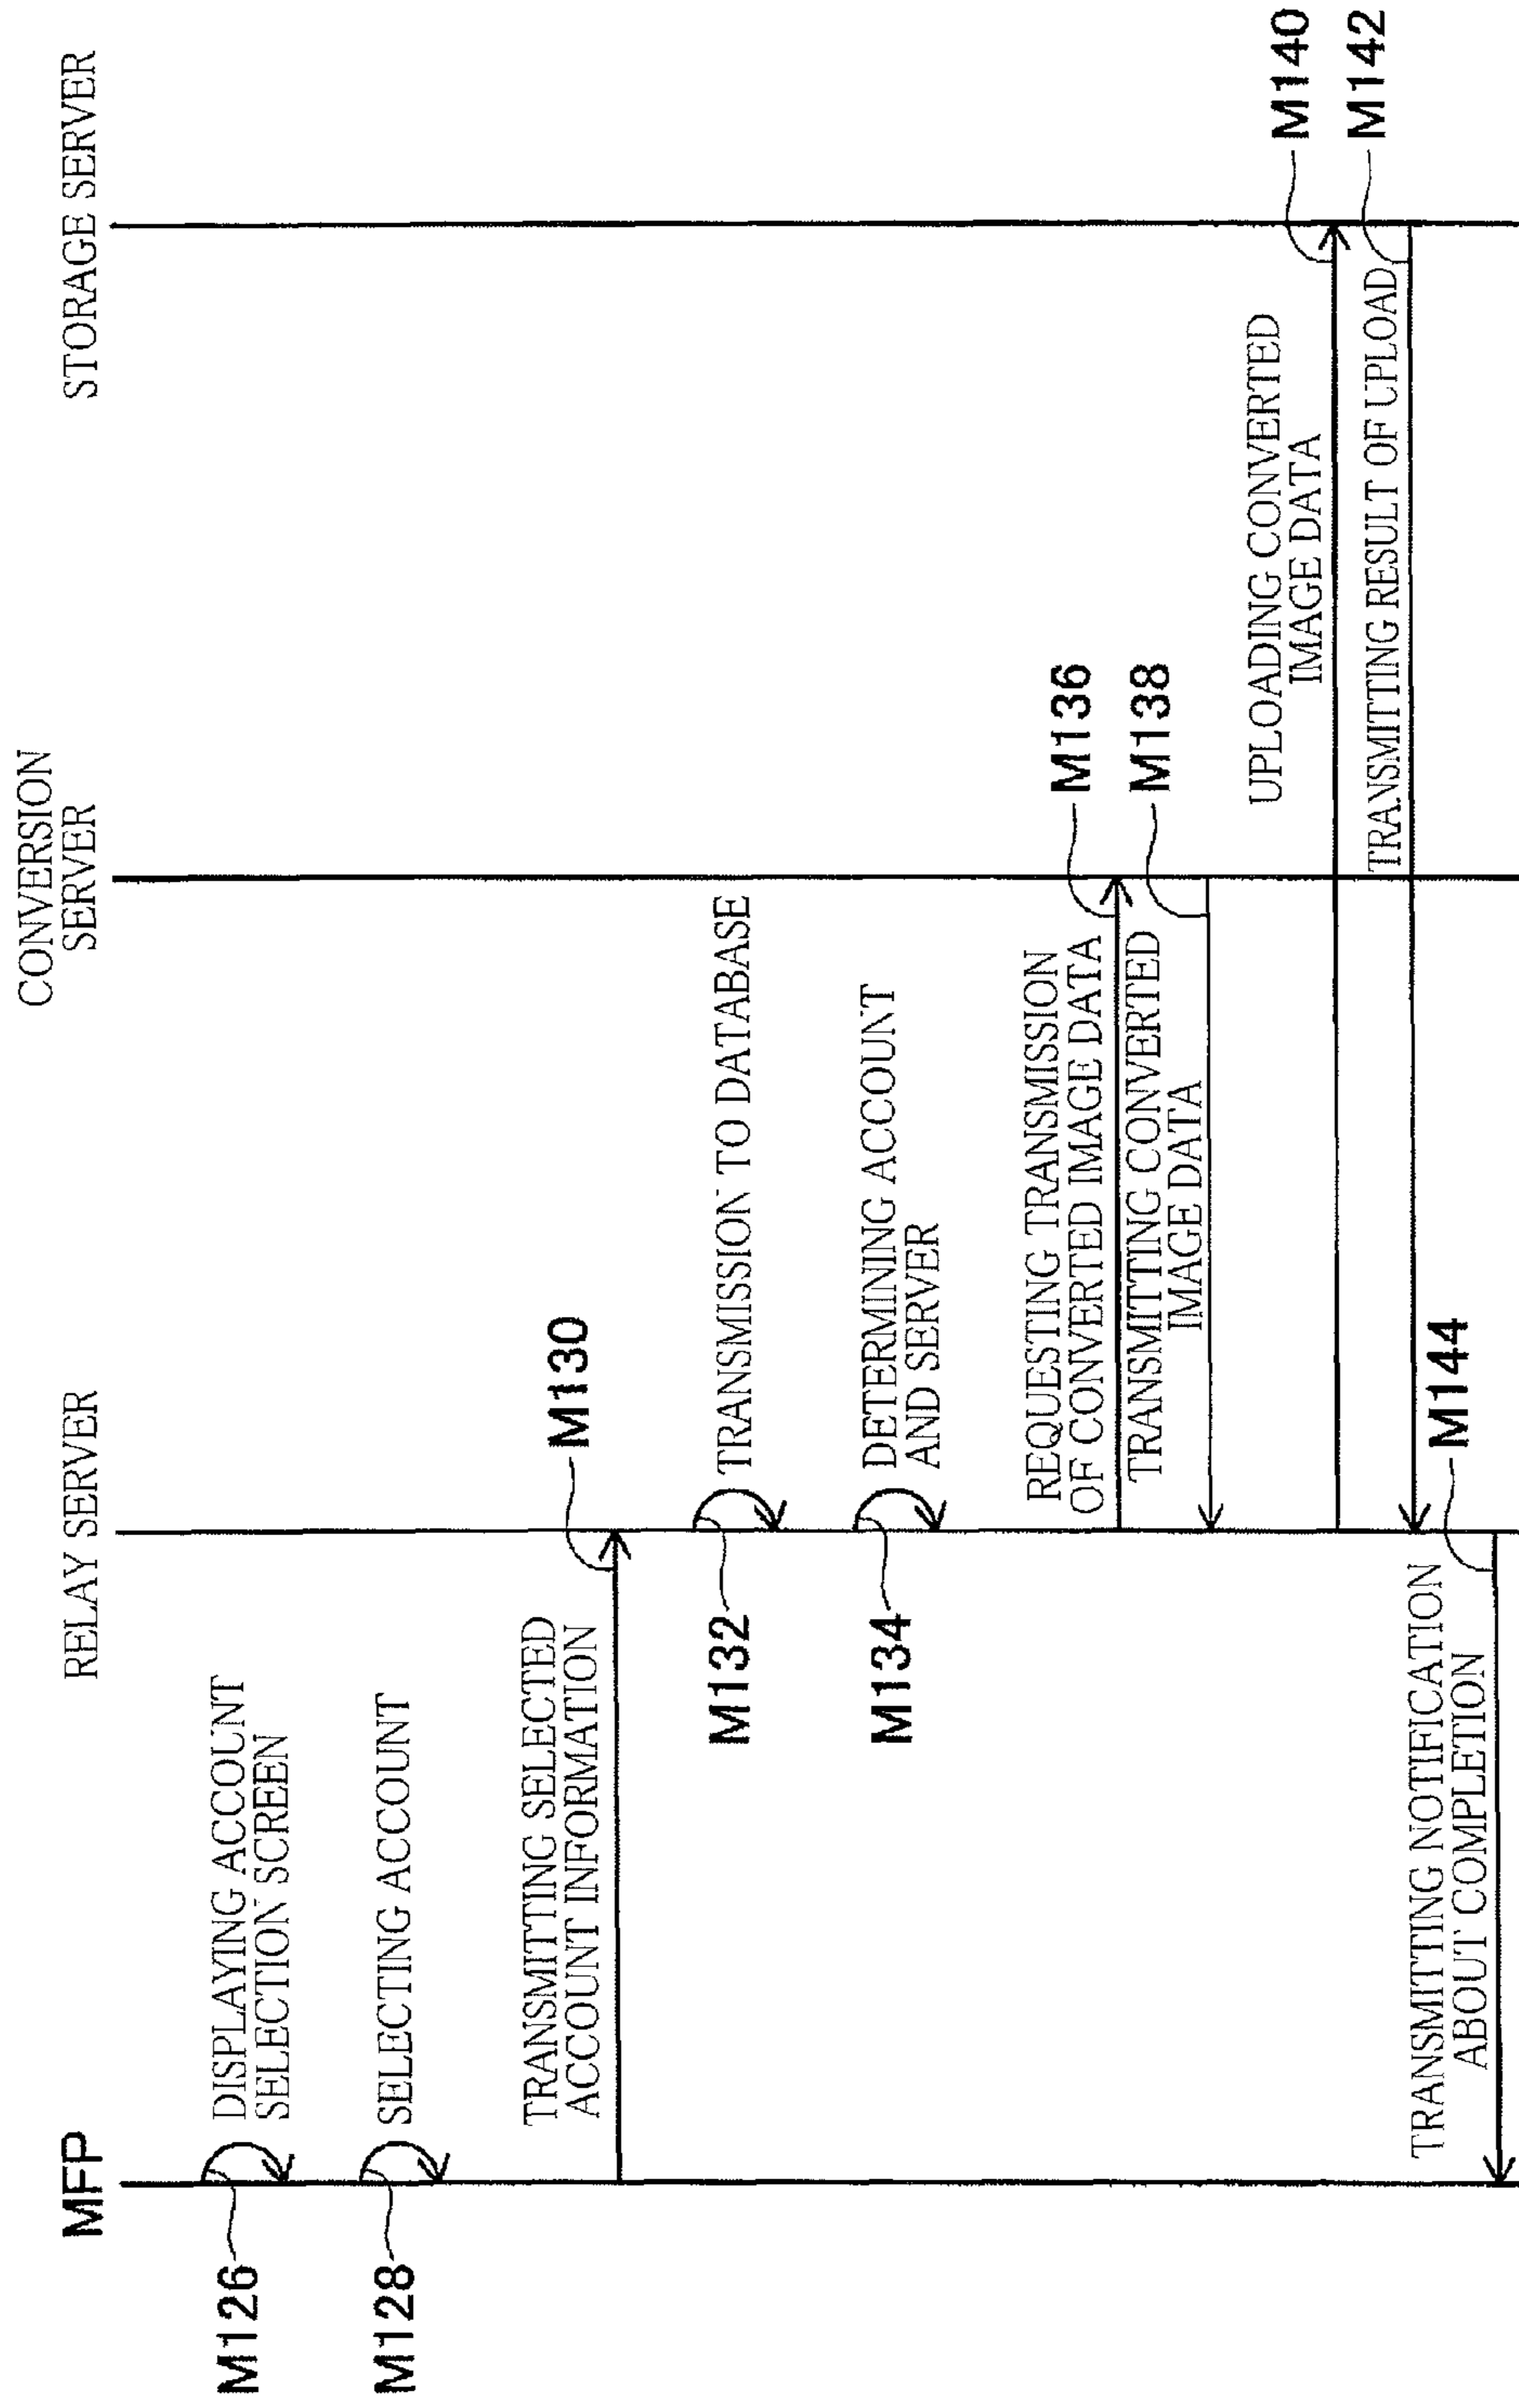 MFP
RELAY SERVER
CONVERSION
SERVER
STORAGE SERVER
M126
DISPLAYING ACCOUNT
SELECTION SCREEN
M128
SELECTING ACCOUNT
TRANSMITTING SELECTED
ACCOUNT INFORMATION
M130
M132
TRANSMISSION TO DATABASE
M134
DETERMINING ACCOUNT
AND SERVER
REQUESTING TRANSMISSION
OF CONVERTED IMAGE DATA
M136
TRANSMITTING CONVERTED
IMAGE DATA
M138
UPLOADING CONVERTED
IMAGE DATA
M140
TRANSMITTING RESULT OF UPLOAD
M142
TRANSMITTING NOTIFICATION
ABOUT COMPLETION
M144